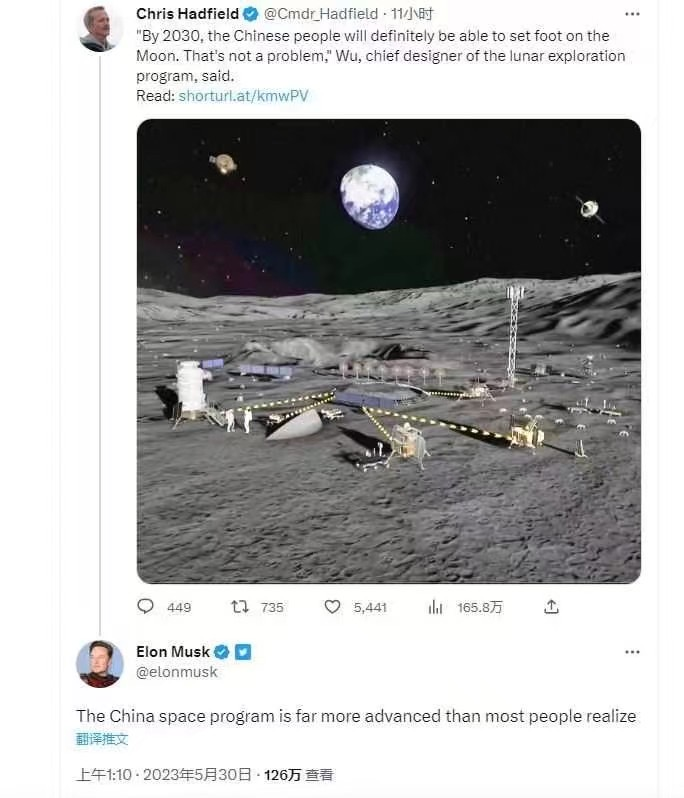 Chris Hadfield @Cmdr_Hadfield · 11小时
"By 2030, the Chinese people will definitely be able to set foot on the
Moon. That's not a problem," Wu, chief designer of the lunar exploration
program, said.
Read: shorturl.at/kmwPV
449 735 5,441 165.8万
Elon Musk
@elonmusk
The China space program is far more advanced than most people realize
翻译推文
上午1:10 · 2023年5月30日 · 126万 查看